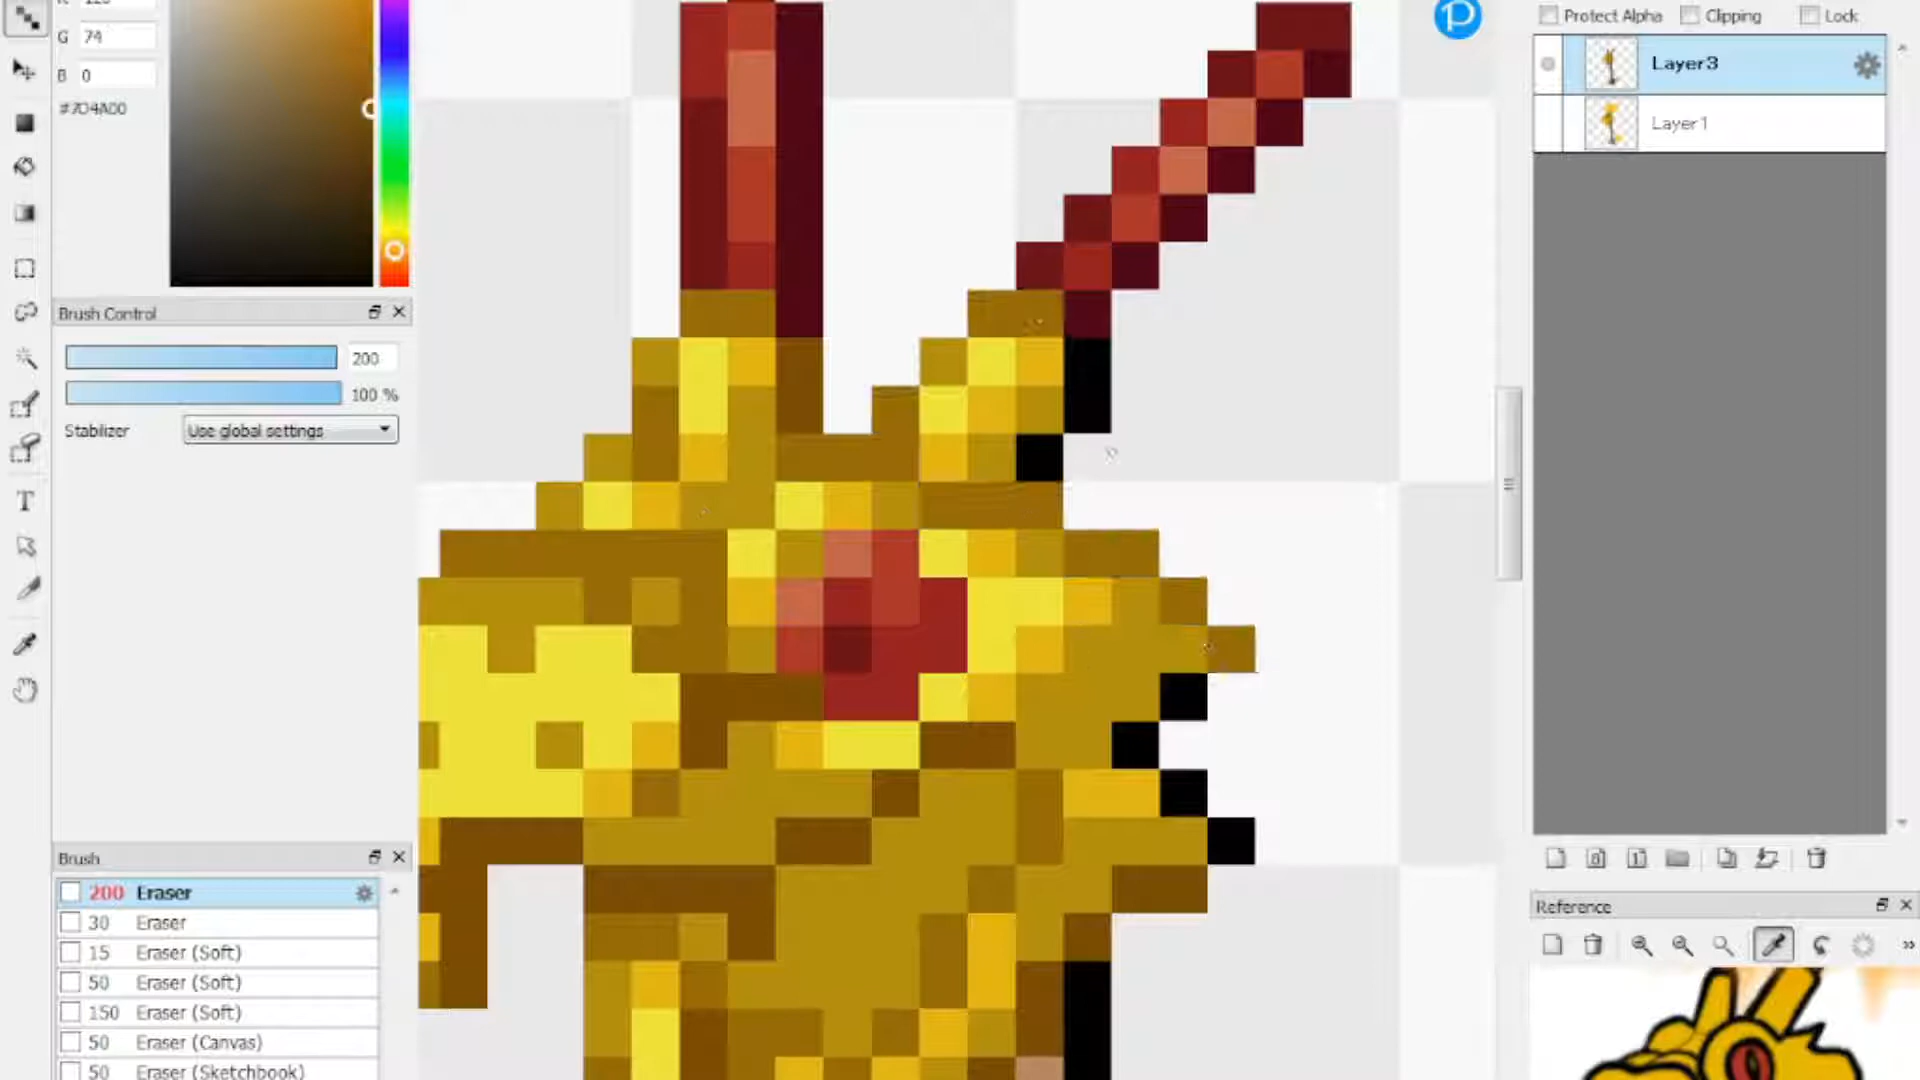 G 74
B 0
#7D4A00
Brush Control
200
100 %
Stabilizer Use global settings
Brush
200 Eraser
30 Eraser
15 Eraser (Soft)
50 Eraser (Soft)
150 Eraser (Soft)
50 Eraser (Canvas)
50 Eraser (Sketchbook)
T
P
Protect Alpha Clipping Lock
Layer3
Layer1
Reference